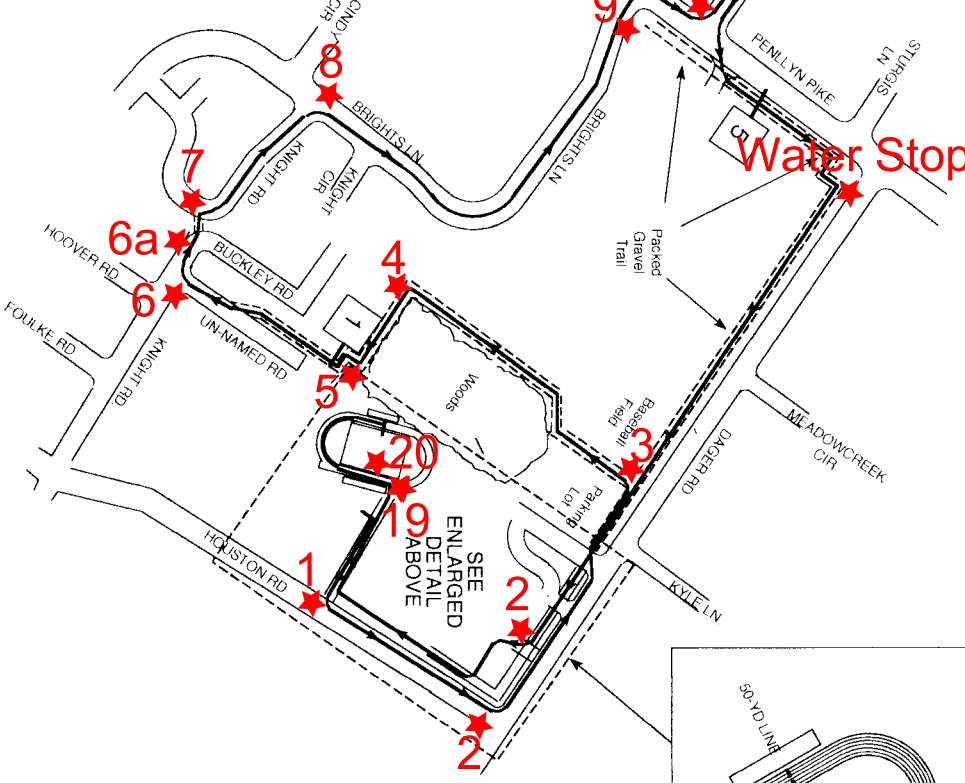 CINDY
CIR
9
PENLLYN PIKE
STURGIS
LN
8
BRIGHTS LN
BRIGHTS LN
5
Water Stop
7
KNIGHT RD
KNIGHT
CIR
6a
HOOVER RD
BUCKLEY RD
4
Packed
Gravel
Trail
6
FOULKE RD
UN-NAMED RD
1
KNIGHT RD
5
Woods
Baseball
Field
3
MEADOWCREEK
CIR
DAGER RD
20
19
Parking
Lot
SEE
ENLARGED
DETAIL
ABOVE
HOUSTON RD
1
2
KYLE LN
2
50-YD LINE